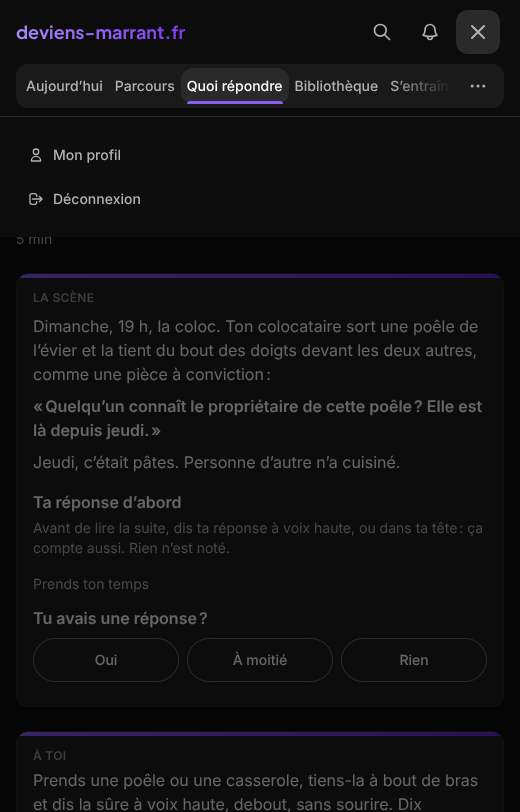 deviens-marrant.fr
Aujourd’hui Parcours Quoi répondre Bibliothèque S’entraîn
Mon profil
Déconnexion
5 min
LA SCÈNE
Dimanche, 19 h, la coloc. Ton colocataire sort une poêle de
l’évier et la tient du bout des doigts devant les deux autres,
comme une pièce à conviction :
« Quelqu’un connaît le propriétaire de cette poêle ? Elle est
là depuis jeudi. »
Jeudi, c’était pâtes. Personne d’autre n’a cuisiné.
Ta réponse d’abord
Avant de lire la suite, dis ta réponse à voix haute, ou dans ta tête : ça
compte aussi. Rien n’est noté.
Prends ton temps
Tu avais une réponse ?
Oui À moitié Rien
À TOI
Prends une poêle ou une casserole, tiens-la à bout de bras
et dis la sûre à voix haute, debout, sans sourire. Dix